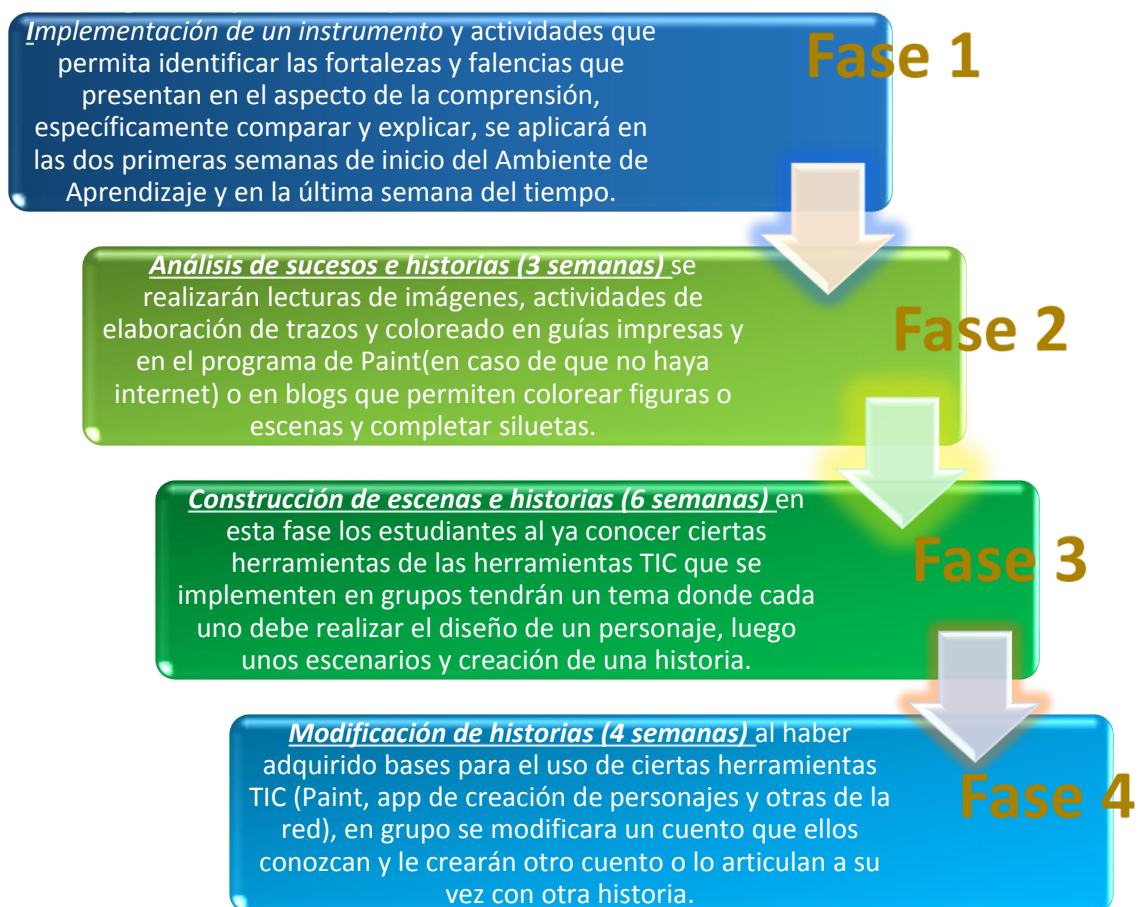 Implementación de un instrumento y actividades que
permita identificar las fortalezas y falencias que
presentan en el aspecto de la comprensión,
específicamente comparar y explicar, se aplicará en
las dos primeras semanas de inicio del Ambiente de
Aprendizaje y en la última semana del tiempo.
Fase 1
Análisis de sucesos e historias (3 semanas) se
realizarán lecturas de imágenes, actividades de
elaboración de trazos y coloreado en guías impresas y
en el programa de Paint(en caso de que no haya
internet) o en blogs que permiten colorear figuras o
escenas y completar siluetas.
Fase 2
Construcción de escenas e historias (6 semanas) en
esta fase los estudiantes al ya conocer ciertas
herramientas de las herramientas TIC que se
implementen en grupos tendrán un tema donde cada
uno debe realizar el diseño de un personaje, luego
unos escenarios y creación de una historia.
Fase 3
Modificación de historias (4 semanas) al haber
adquirido bases para el uso de ciertas herramientas
TIC (Paint, app de creación de personajes y otras de la
red), en grupo se modificara un cuento que ellos
conozcan y le crearán otro cuento o lo articulan a su
vez con otra historia.
Fase 4